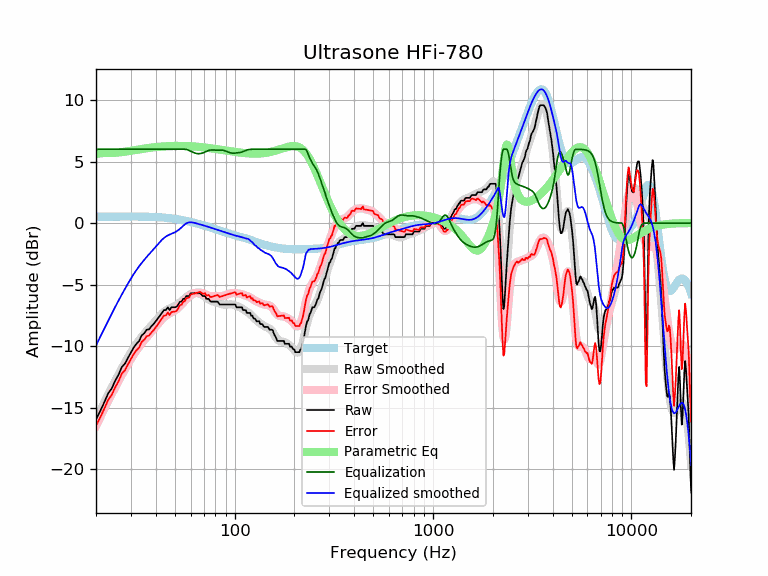 Ultrasone HFi-780
Amplitude (dBr)
10
5
0
−5
−10
−15
−20
Target
Raw Smoothed
Error Smoothed
Raw
Error
Parametric Eq
Equalization
Equalized smoothed
100
1000
10000
Frequency (Hz)